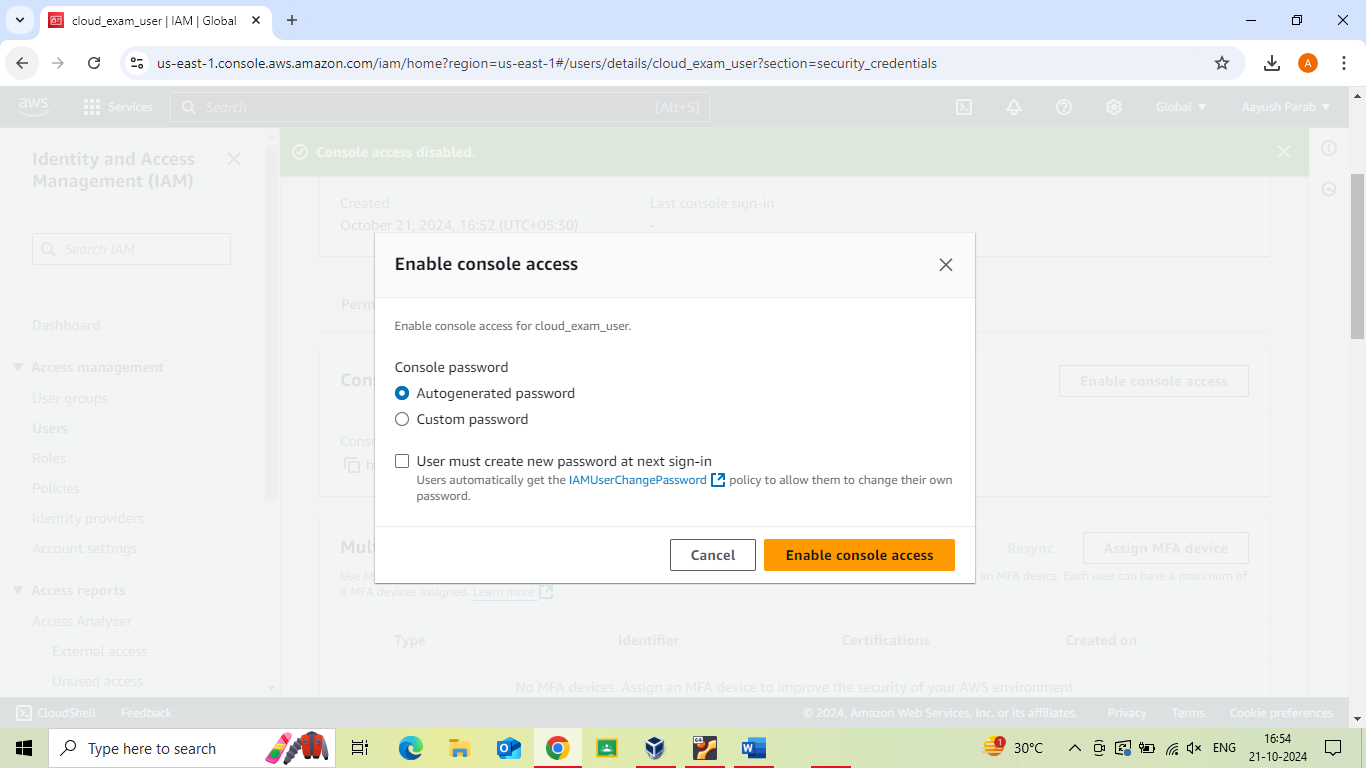 cloud_exam_user | IAM | Global
us-east-1.console.aws.amazon.com/iam/home?region=us-east-1#/users/details/cloud_exam_user?section=security_credentials
A
aws
Services
Search
[Alt+S]
Global
Aayush Parab
Identity and Access Management (IAM)
Search IAM
Dashboard
Access management
User groups
Users
Roles
Policies
Identity providers
Account settings
Access reports
Access Analyzer
External access
Unused access
Console access disabled.
Created
October 21, 2024, 16:52 (UTC+05:30)
Last console sign-in
-
Enable console access
Enable console access
Enable console access for cloud_exam_user.
Console password
Autogenerated password
Custom password
User must create new password at next sign-in
Users automatically get the IAMUserChangePassword policy to allow them to change their own
password.
Cancel
Enable console access
Resync
Assign MFA device
an MFA device. Each user can have a maximum of
8 MFA devices assigned. Learn more
Type
Identifier
Certifications
Created on
No MFA devices. Assign an MFA device to improve the security of your AWS environment
CloudShell
Feedback
© 2024, Amazon Web Services, Inc. or its affiliates.
Privacy
Terms
Cookie preferences
Type here to search
1
30°C
ENG
16:54
21-10-2024